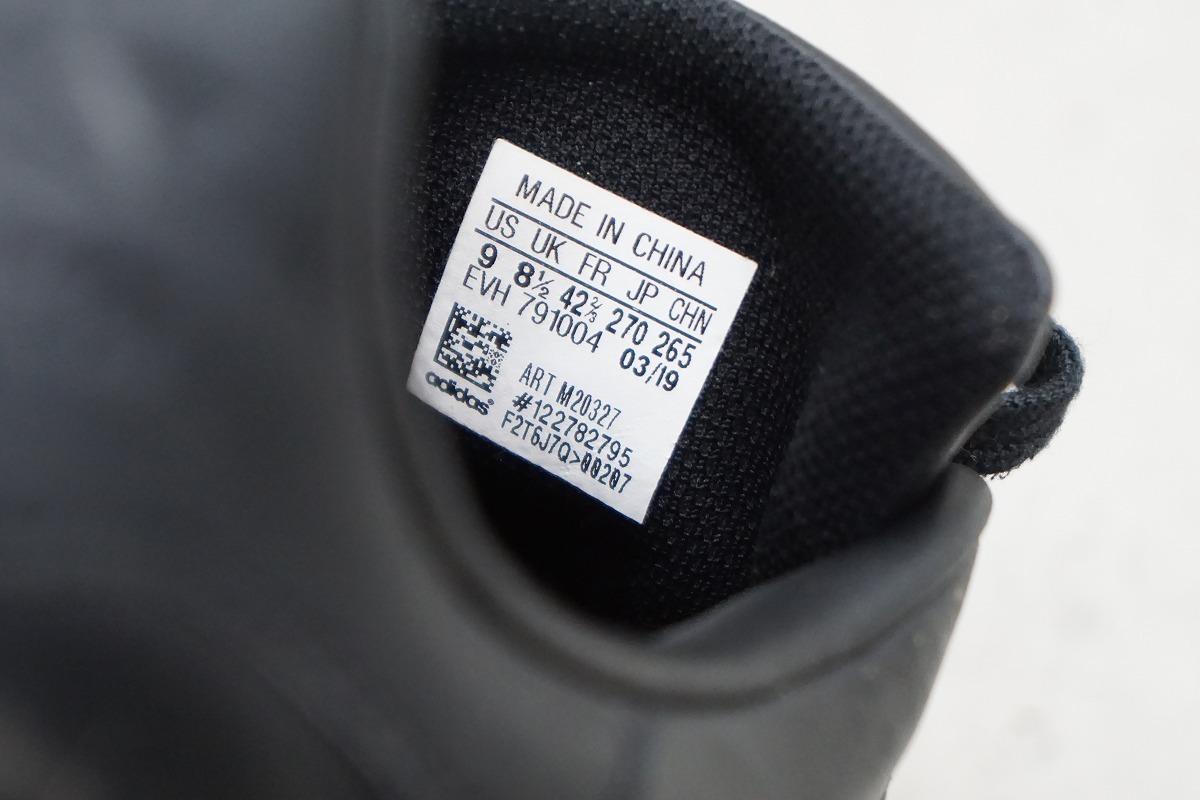 MADE IN CHINA
US UK FR JP CHN
9 8½ 42⅔ 270 265
EVH 791004 03/19
ART M20327
#122782795
F2T6J7Q>00207
adidas®